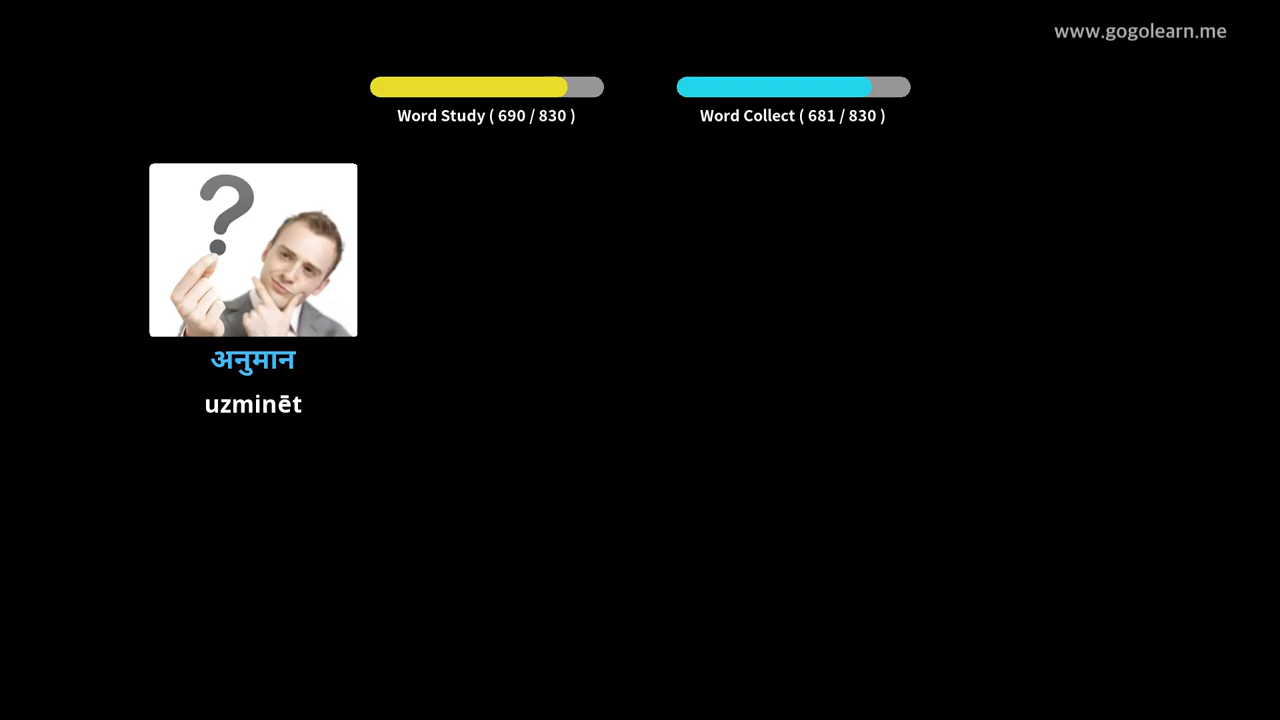 www.gogolearn.me
Word Study ( 690 / 830 )
Word Collect ( 681 / 830 )
?
अनुमान
uzminēt